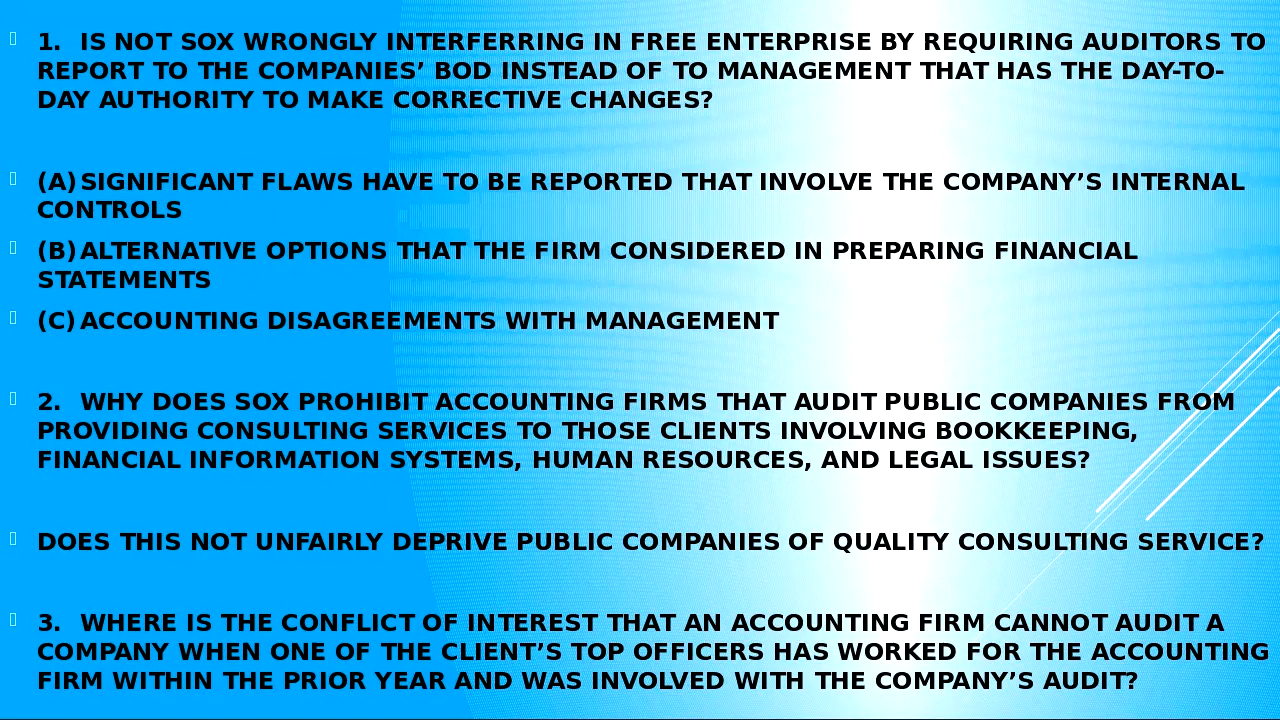 1. IS NOT SOX WRONGLY INTERFERRING IN FREE ENTERPRISE BY REQUIRING AUDITORS TO
REPORT TO THE COMPANIES’ BOD INSTEAD OF TO MANAGEMENT THAT HAS THE DAY-TO-
DAY AUTHORITY TO MAKE CORRECTIVE CHANGES?
(A) SIGNIFICANT FLAWS HAVE TO BE REPORTED THAT INVOLVE THE COMPANY’S INTERNAL
CONTROLS
(B) ALTERNATIVE OPTIONS THAT THE FIRM CONSIDERED IN PREPARING FINANCIAL
STATEMENTS
(C) ACCOUNTING DISAGREEMENTS WITH MANAGEMENT
2. WHY DOES SOX PROHIBIT ACCOUNTING FIRMS THAT AUDIT PUBLIC COMPANIES FROM
PROVIDING CONSULTING SERVICES TO THOSE CLIENTS INVOLVING BOOKKEEPING,
FINANCIAL INFORMATION SYSTEMS, HUMAN RESOURCES, AND LEGAL ISSUES?
DOES THIS NOT UNFAIRLY DEPRIVE PUBLIC COMPANIES OF QUALITY CONSULTING SERVICE?
3. WHERE IS THE CONFLICT OF INTEREST THAT AN ACCOUNTING FIRM CANNOT AUDIT A
COMPANY WHEN ONE OF THE CLIENT’S TOP OFFICERS HAS WORKED FOR THE ACCOUNTING
FIRM WITHIN THE PRIOR YEAR AND WAS INVOLVED WITH THE COMPANY’S AUDIT?